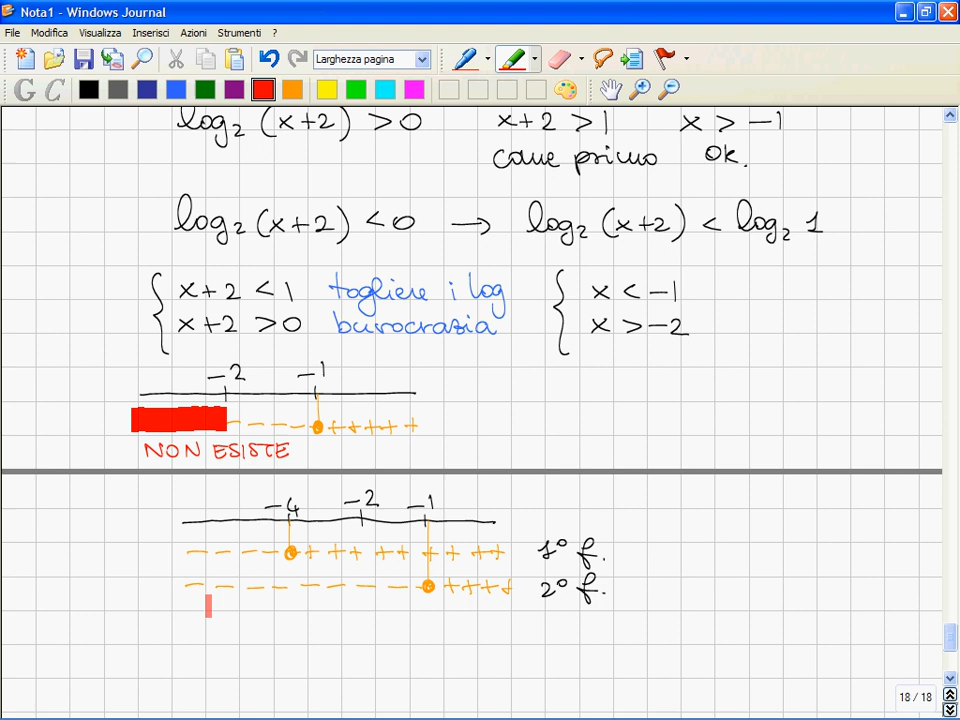 Nota1 - Windows Journal
File Modifica Visualizza Inserisci Azioni Strumenti ?
Larghezza pagina
G C
log₂ (x+2) > 0 x+2 > 1 x > −1
come primo ok.
log₂ (x+2) < 0 → log₂ (x+2) < log₂ 1
{ x+2 < 1 togliere i log { x < −1
x+2 > 0 burocrazia x > −2
−2 −1
− − − + + + + +
NON ESISTE
−4 −2 −1
− − − − + + + + + + + + + 1° f.
− − − − − − − − + + + + 2° f.
18 / 18